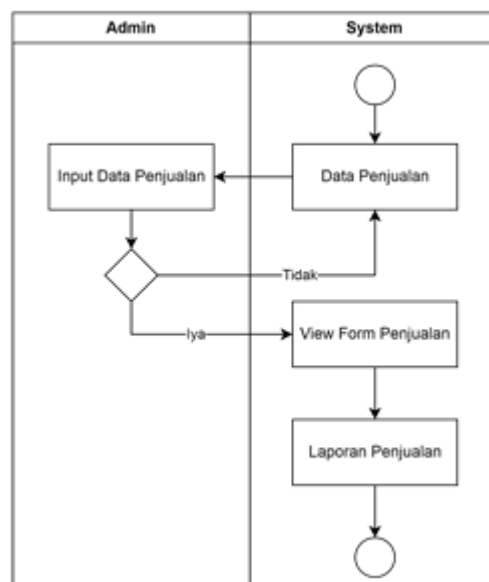 Admin
System
Input Data Penjualan
Data Penjualan
Tidak
Iya
View Form Penjualan
Laporan Penjualan